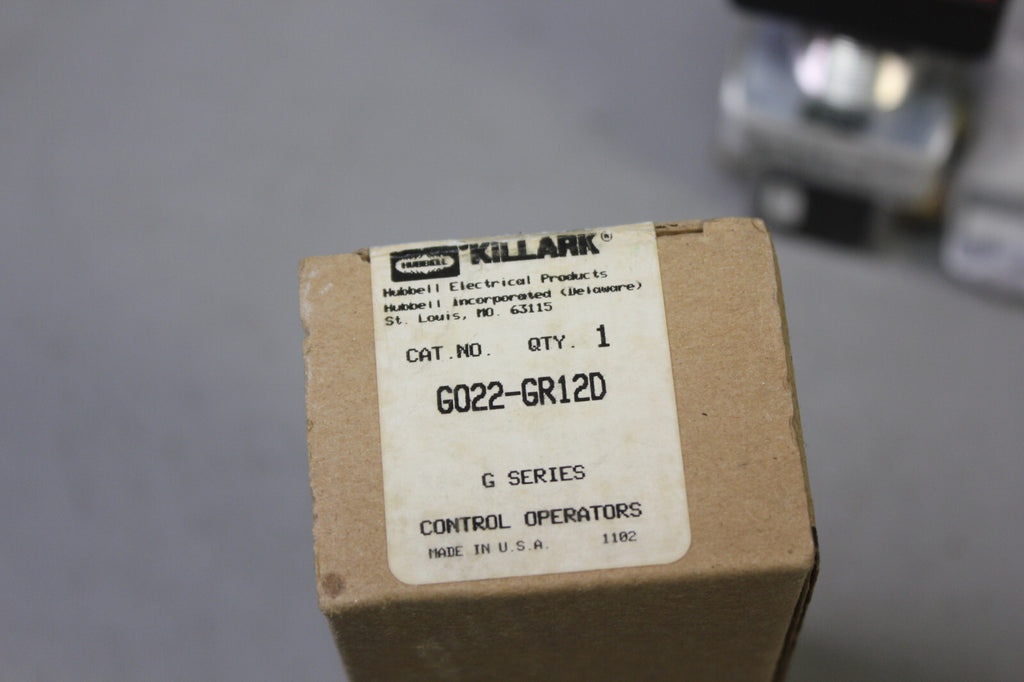 HUBBELL KILLARK®
Hubbell Electrical Products
Hubbell Incorporated (Delaware)
St. Louis, MO. 63115
CAT.NO. QTY. 1
GO22-GR12D
G SERIES
CONTROL OPERATORS
MADE IN U.S.A. 1102